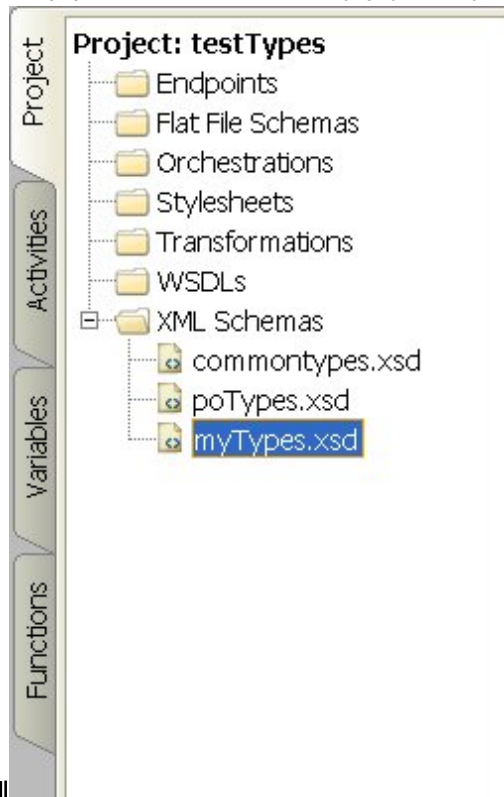 Project: testTypes
Endpoints
Flat File Schemas
Orchestrations
Stylesheets
Transformations
WSDLs
XML Schemas
commontypes.xsd
poTypes.xsd
myTypes.xsd
Project
Activities
Variables
Functions